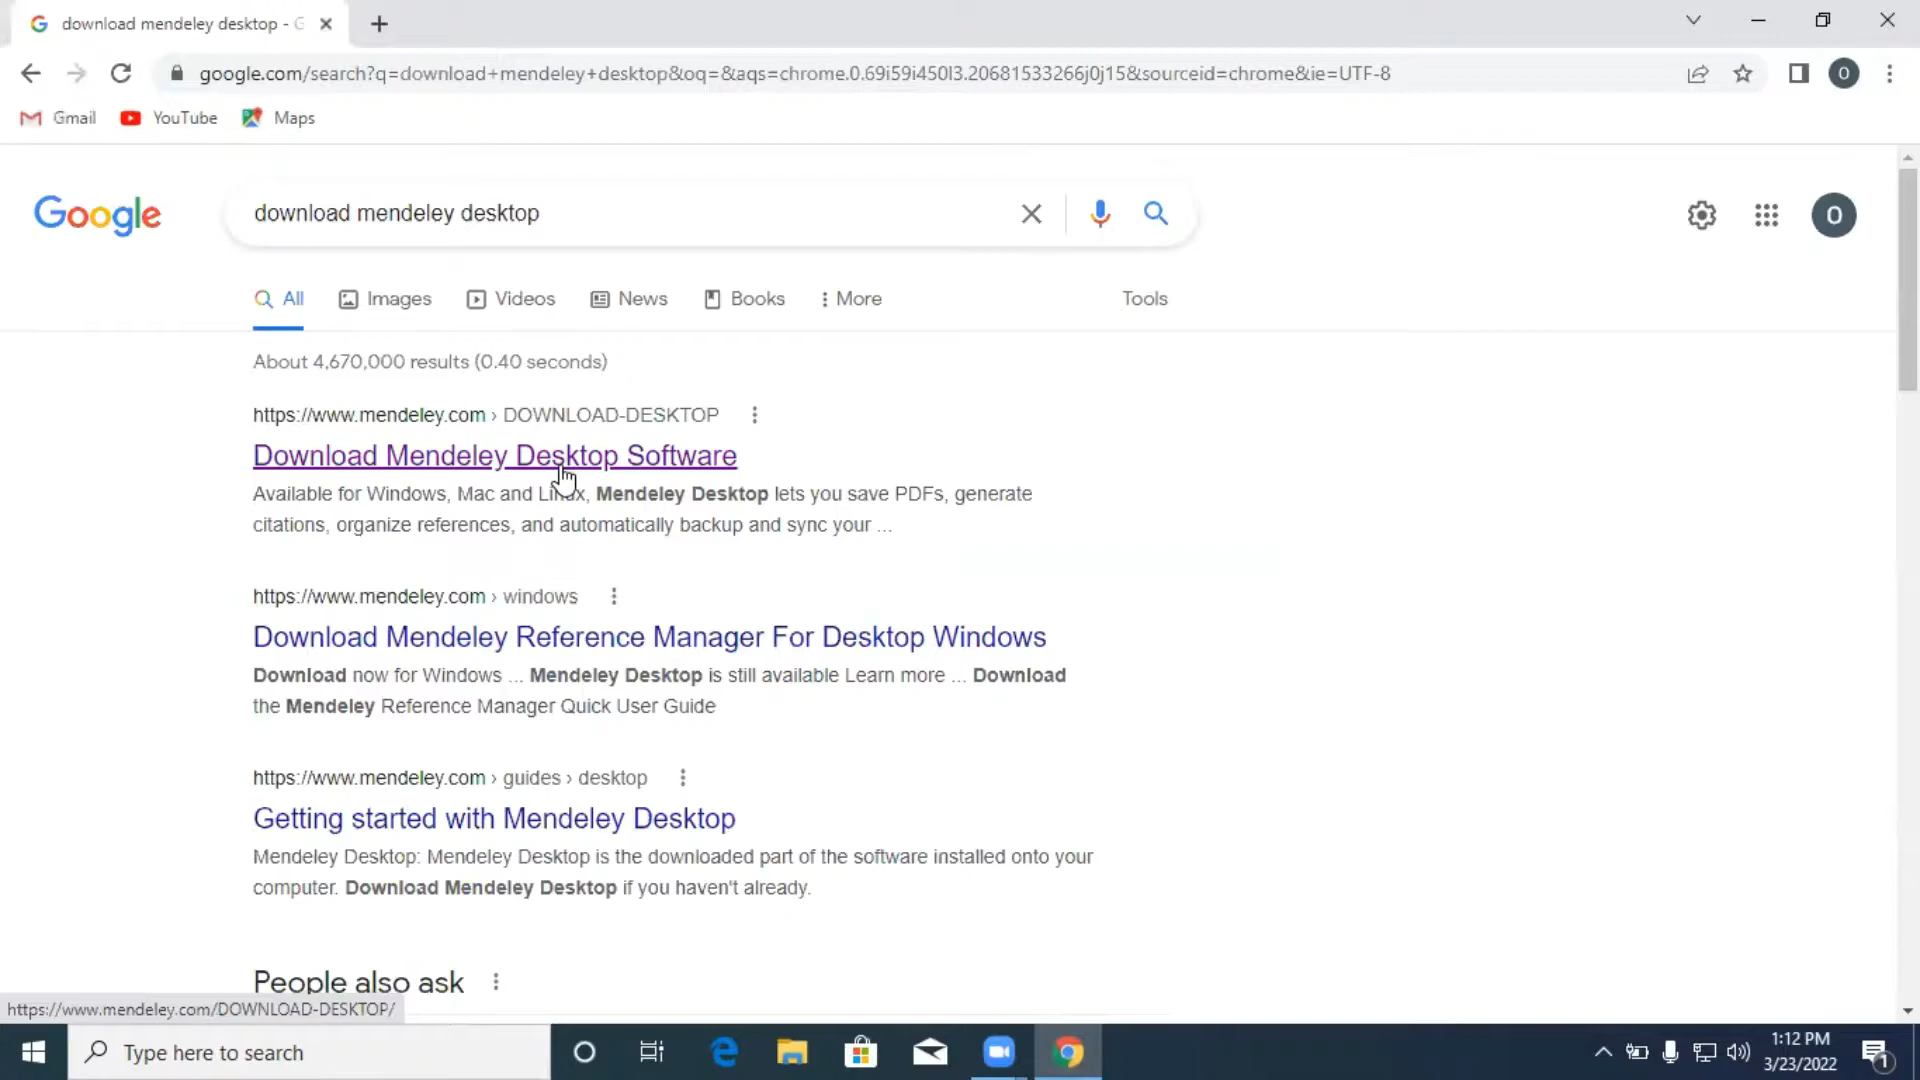 download mendeley desktop - G
google.com/search?q=download+mendeley+desktop&oq=&aqs=chrome.0.69i59i450l3.20681533266j0j15&sourceid=chrome&ie=UTF-8
O
Gmail YouTube Maps
Google
download mendeley desktop
O
All Images Videos News Books More Tools
About 4,670,000 results (0.40 seconds)
https://www.mendeley.com › DOWNLOAD-DESKTOP
Download Mendeley Desktop Software
Available for Windows, Mac and Linux, Mendeley Desktop lets you save PDFs, generate
citations, organize references, and automatically backup and sync your ...
https://www.mendeley.com › windows
Download Mendeley Reference Manager For Desktop Windows
Download now for Windows ... Mendeley Desktop is still available Learn more ... Download
the Mendeley Reference Manager Quick User Guide
https://www.mendeley.com › guides › desktop
Getting started with Mendeley Desktop
Mendeley Desktop: Mendeley Desktop is the downloaded part of the software installed onto your
computer. Download Mendeley Desktop if you haven't already.
People also ask
https://www.mendeley.com/DOWNLOAD-DESKTOP/
Type here to search
1:12 PM
3/23/2022
1